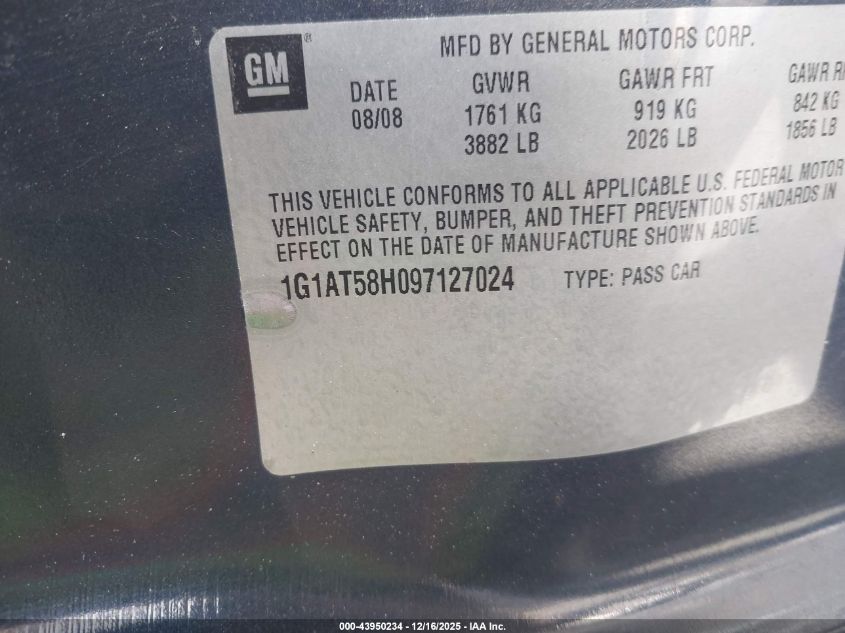 GM®
MFD BY GENERAL MOTORS CORP.
DATE GVWR GAWR FRT GAWR R
08/08 1761 KG 919 KG 842 KG
3882 LB 2026 LB 1856 LB
THIS VEHICLE CONFORMS TO ALL APPLICABLE U.S. FEDERAL MOTOR
VEHICLE SAFETY, BUMPER, AND THEFT PREVENTION STANDARDS IN
EFFECT ON THE DATE OF MANUFACTURE SHOWN ABOVE.
1G1AT58H097127024 TYPE: PASS CAR
000-43950234 - 12/16/2025 - IAA Inc.